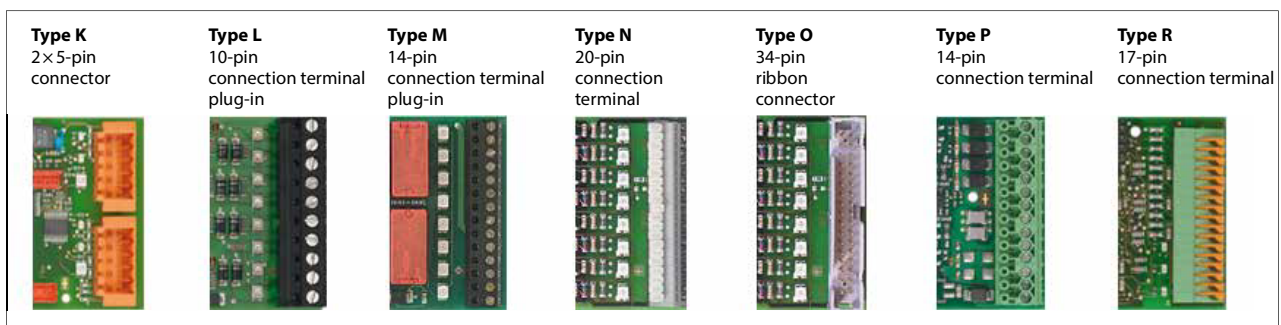 Type K
2×5-pin
connector
Type L
10-pin
connection terminal
plug-in
Type M
14-pin
connection terminal
plug-in
Type N
20-pin
connection
terminal
Type O
34-pin
ribbon
connector
Type P
14-pin
connection terminal
Type R
17-pin
connection terminal